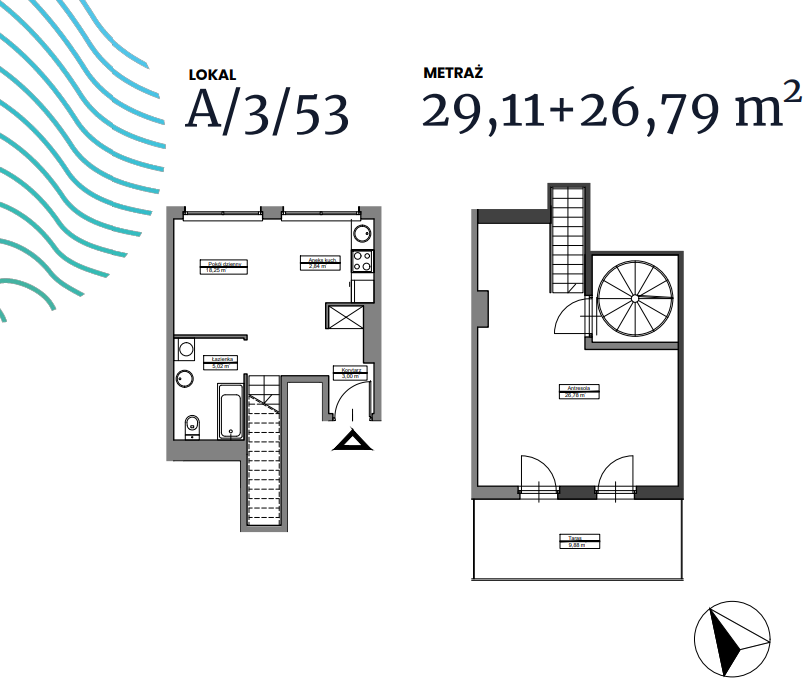 LOKAL
A/3/53
METRAŻ
29,11+26,79 m²
Pokój dzienny
18,25 m
Aneks kuch.
2,84 m
Łazienka
5,02 m
Korytarz
3,00 m
Antresola
26,78 m
Taras
9,88 m